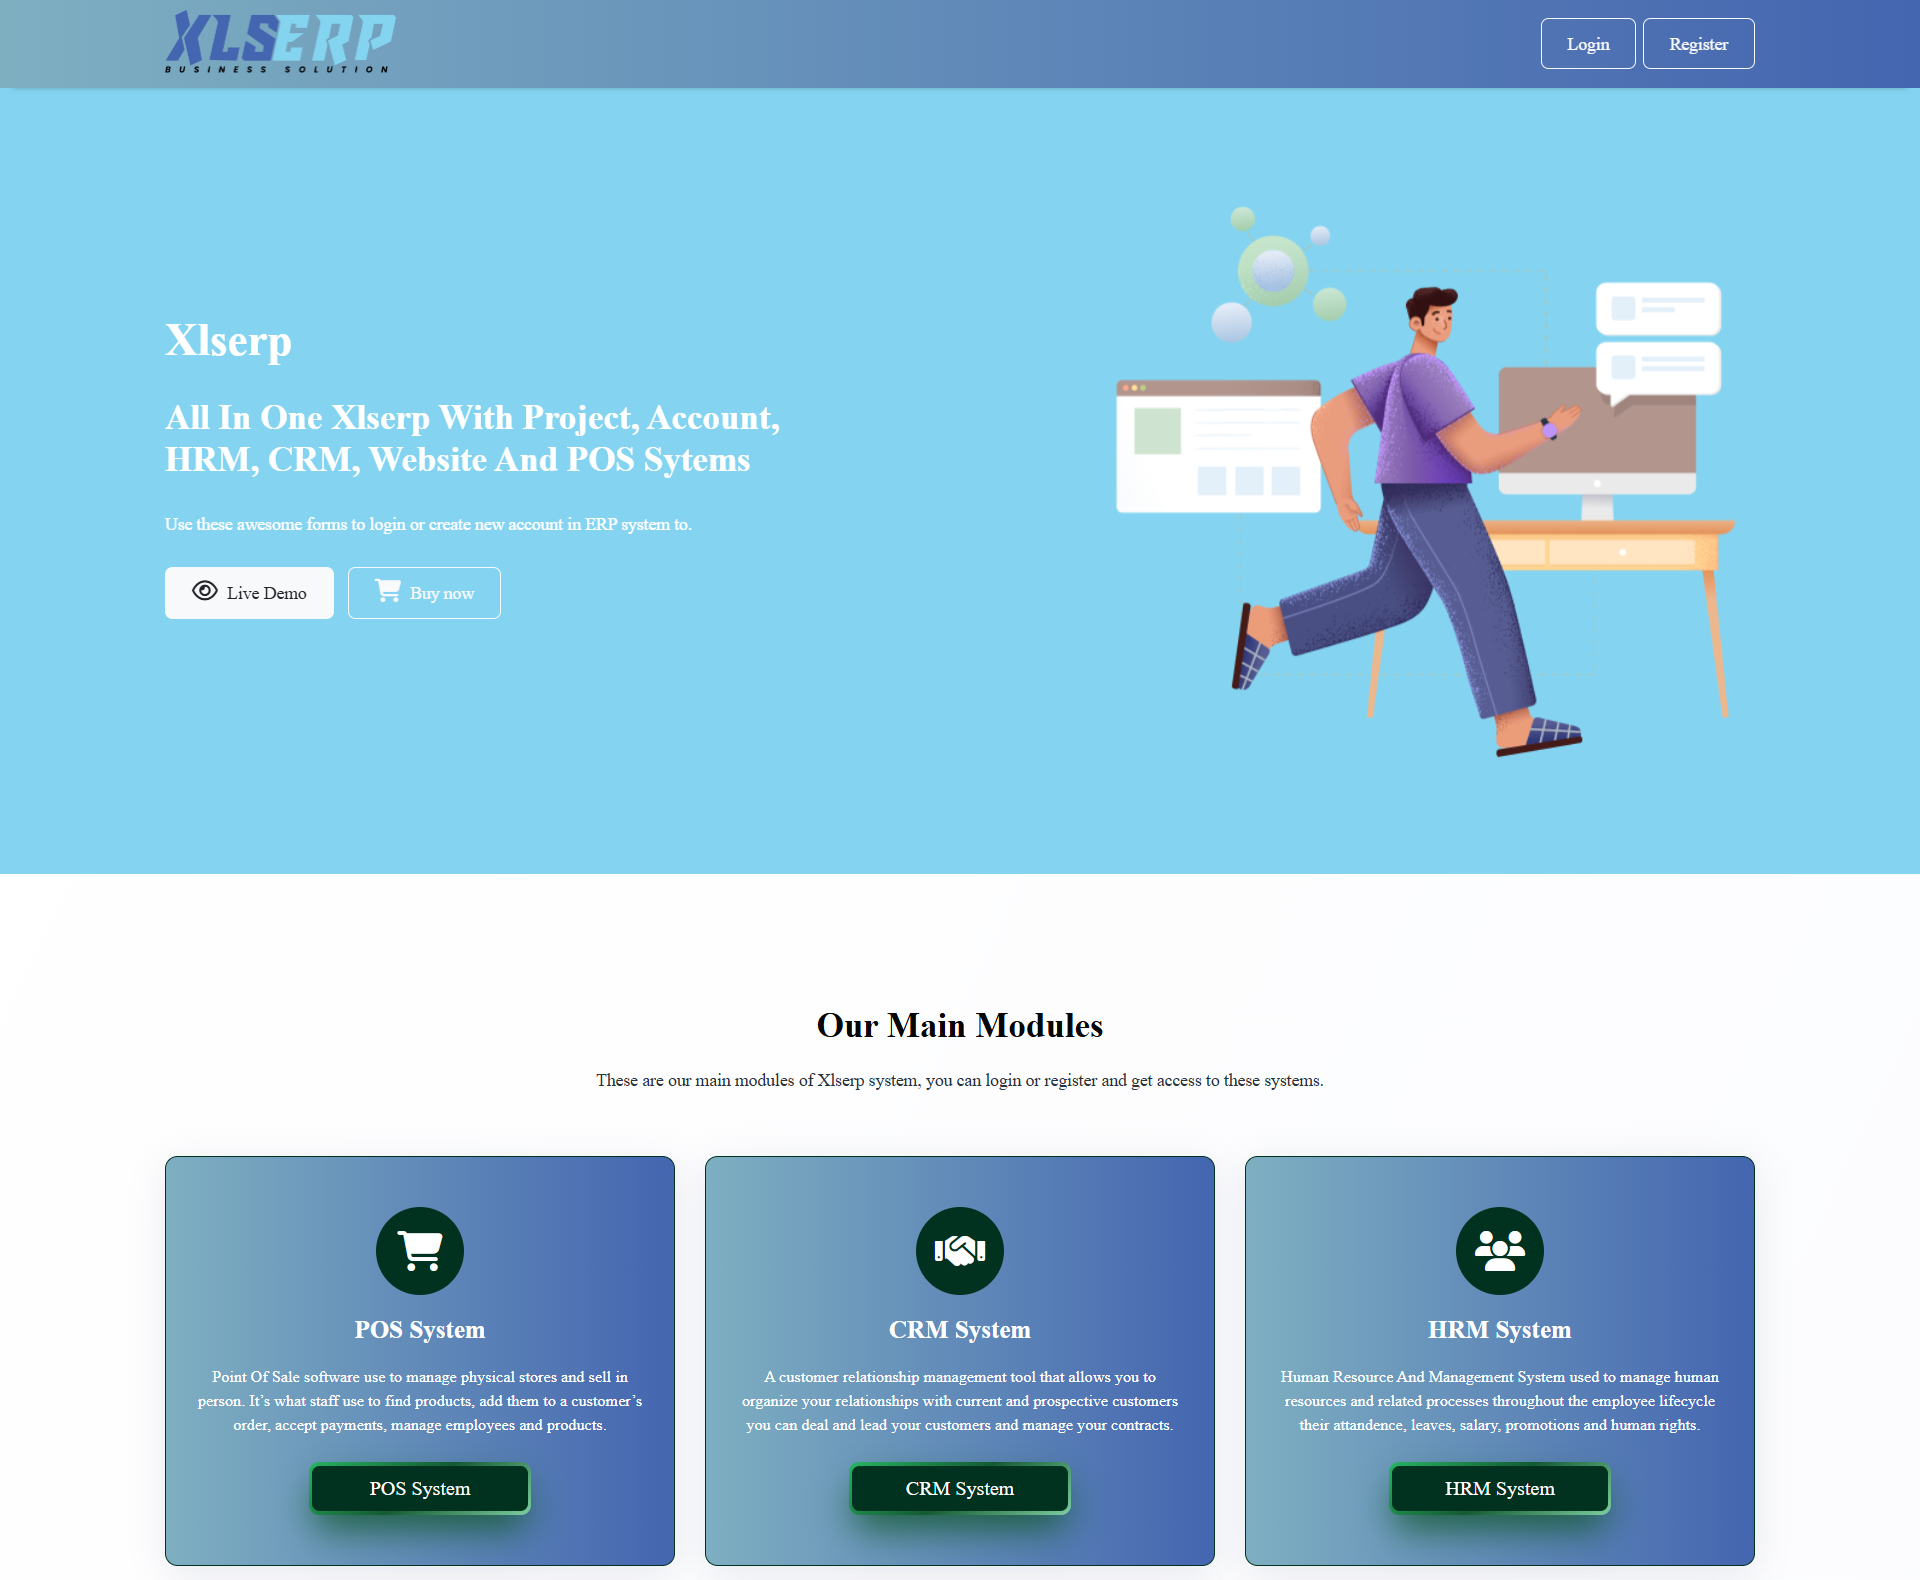 XLSERP
BUSINESS SOLUTION
Login
Register
Xlserp
All In One Xlserp With Project, Account,
HRM, CRM, Website And POS Sytems
Use these awesome forms to login or create new account in ERP system to.
Live Demo
Buy now
Our Main Modules
These are our main modules of Xlserp system, you can login or register and get access to these systems.
POS System
Point Of Sale software use to manage physical stores and sell in
person. It’s what staff use to find products, add them to a customer’s
order, accept payments, manage employees and products.
POS System
CRM System
A customer relationship management tool that allows you to
organize your relationships with current and prospective customers
you can deal and lead your customers and manage your contracts.
CRM System
HRM System
Human Resource And Management System used to manage human
resources and related processes throughout the employee lifecycle
their attandence, leaves, salary, promotions and human rights.
HRM System